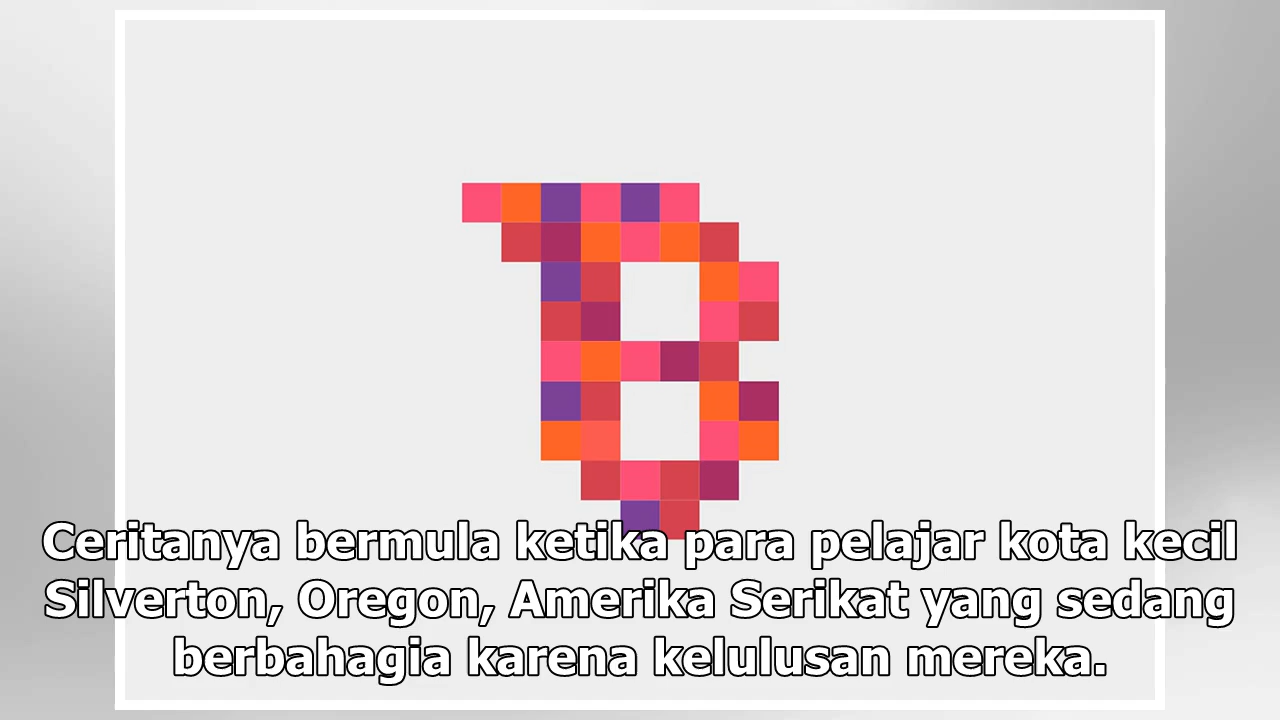 Ceritanya bermula ketika para pelajar kota kecil
Silverton, Oregon, Amerika Serikat yang sedang
berbahagia karena kelulusan mereka.